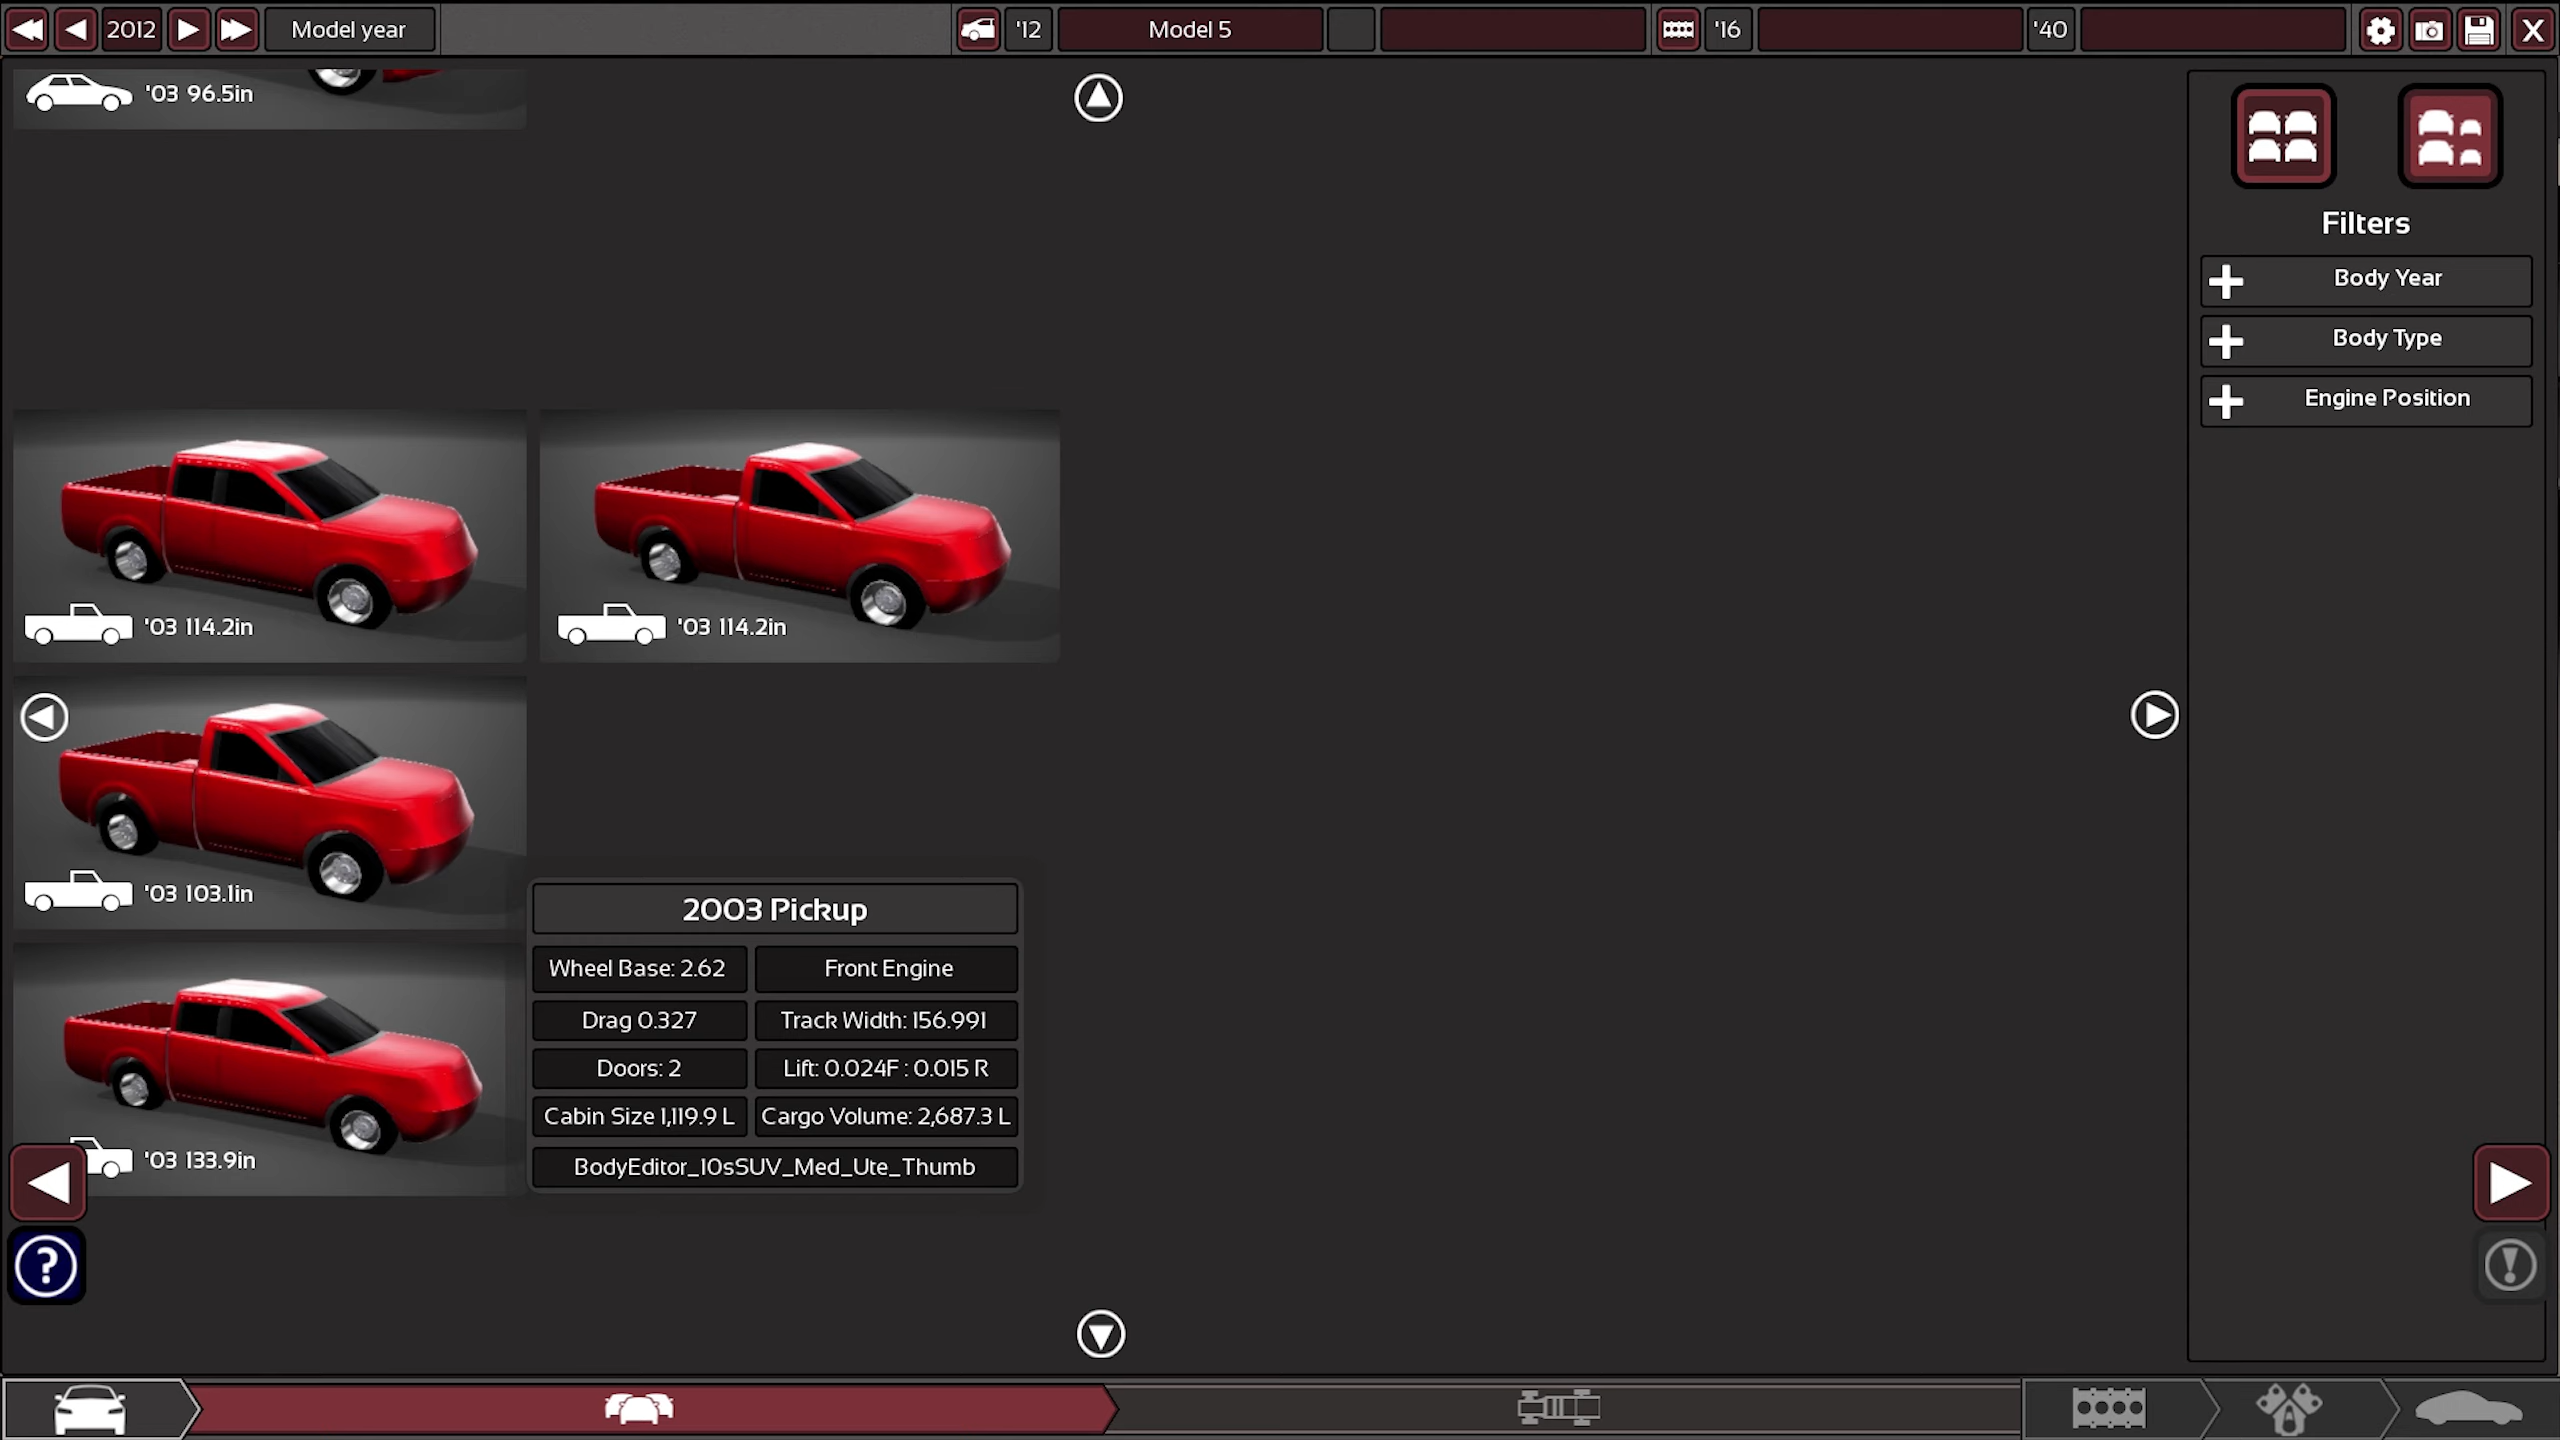 2012
Model year
'12
Model 5
'16
'40
X
'03 96.5in
Filters
Body Year
Body Type
Engine Position
'03 114.2in
'03 114.2in
'03 103.1in
2003 Pickup
Wheel Base: 2.62
Front Engine
Drag 0.327
Track Width: 156.991
Doors: 2
Lift: 0.024F : 0.015 R
Cabin Size 1,119.9 L
Cargo Volume: 2,687.3 L
BodyEditor_10sSUV_Med_Ute_Thumb
'03 133.9in
?
!